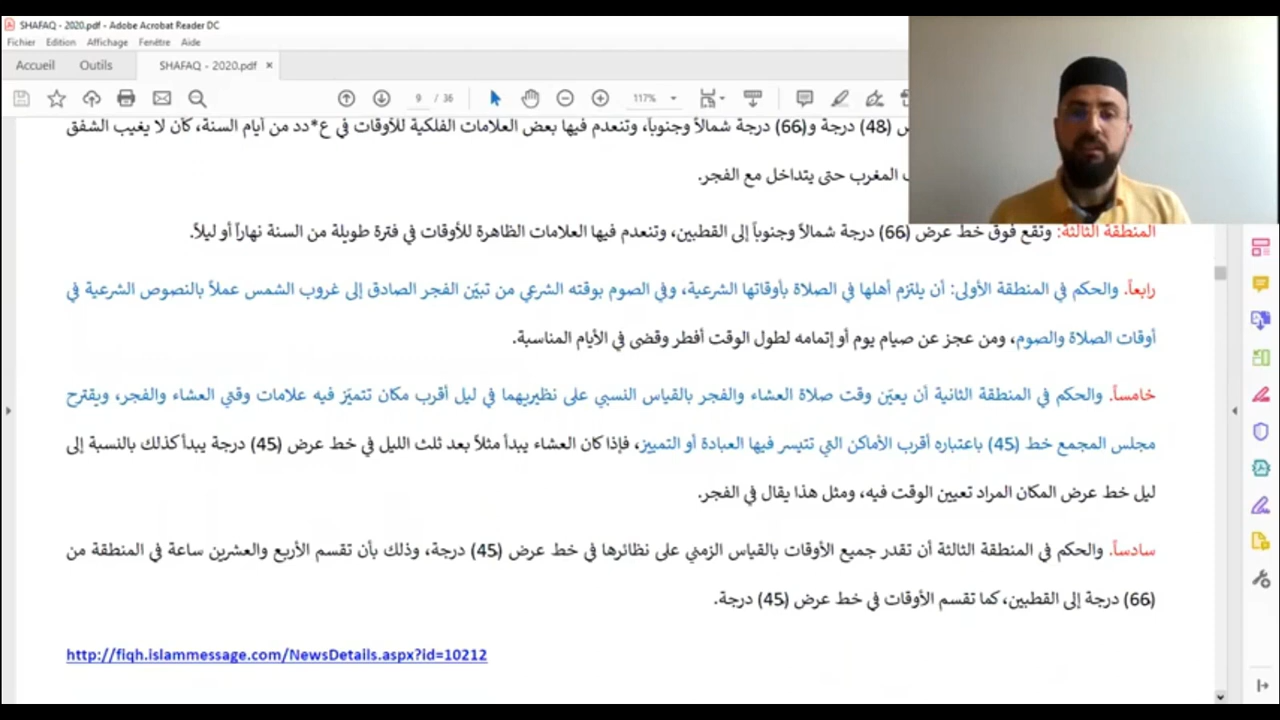 SHAFAQ - 2020.pdf - Adobe Acrobat Reader DC
Fichier Edition Affichage Fenêtre Aide
Accueil Outils SHAFAQ - 2020.pdf ×
9 / 36 117%
(48) درجة و(66) درجة شمالاً وجنوباً، وتنعدم فيها بعض العلامات الفلكية للأوقات في ع*دد من أيام السنة، كأن لا يغيب الشفق
المغرب حتى يتداخل مع الفجر.
المنطقة الثالثة: وتقع فوق خط عرض (66) درجة شمالاً وجنوباً إلى القطبين، وتنعدم فيها العلامات الظاهرة للأوقات في فترة طويلة من السنة نهاراً أو ليلاً.
رابعاً. والحكم في المنطقة الأولى: أن يلتزم أهلها في الصلاة بأوقاتها الشرعية، وفي الصوم بوقته الشرعي من تبيّن الفجر الصادق إلى غروب الشمس عملاً بالنصوص الشرعية في
أوقات الصلاة والصوم، ومن عجز عن صيام يوم أو إتمامه لطول الوقت أفطر وقضى في الأيام المناسبة.
خامساً. والحكم في المنطقة الثانية أن يعيّن وقت صلاة العشاء والفجر بالقياس النسبي على نظيريهما في ليل أقرب مكان تتميّز فيه علامات وقتي العشاء والفجر، ويقترح
مجلس المجمع خط (45) باعتباره أقرب الأماكن التي تتيسر فيها العبادة أو التمييز، فإذا كان العشاء يبدأ مثلاً بعد ثلث الليل في خط عرض (45) درجة يبدأ كذلك بالنسبة إلى
ليل خط عرض المكان المراد تعيين الوقت فيه، ومثل هذا يقال في الفجر.
سادساً. والحكم في المنطقة الثالثة أن تقدر جميع الأوقات بالقياس الزمني على نظائرها في خط عرض (45) درجة، وذلك بأن تقسم الأربع والعشرين ساعة في المنطقة من
(66) درجة إلى القطبين، كما تقسم الأوقات في خط عرض (45) درجة.
http://fiqh.islammessage.com/NewsDetails.aspx?id=10212